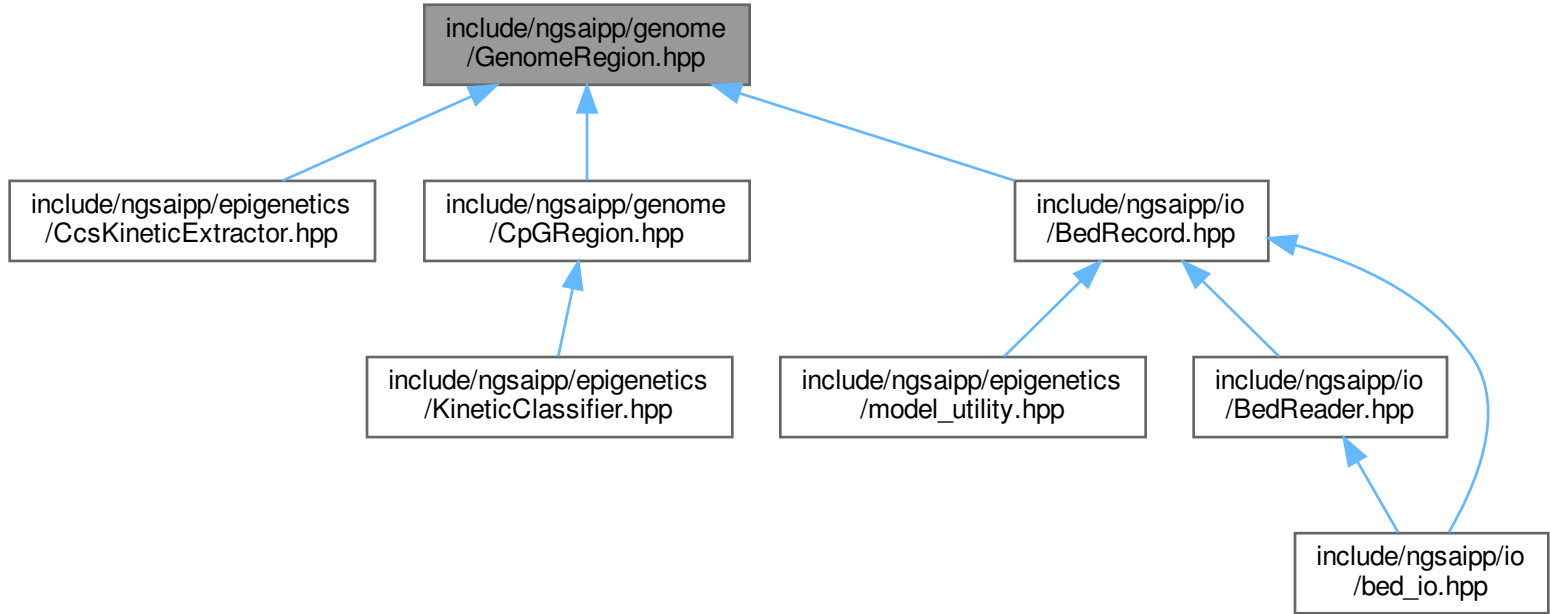 include/ngsaipp/genome
/GenomeRegion.hpp
include/ngsaipp/epigenetics
/CcsKineticExtractor.hpp
include/ngsaipp/genome
/CpGRegion.hpp
include/ngsaipp/io
/BedRecord.hpp
include/ngsaipp/epigenetics
/KineticClassifier.hpp
include/ngsaipp/epigenetics
/model_utility.hpp
include/ngsaipp/io
/BedReader.hpp
include/ngsaipp/io
/bed_io.hpp